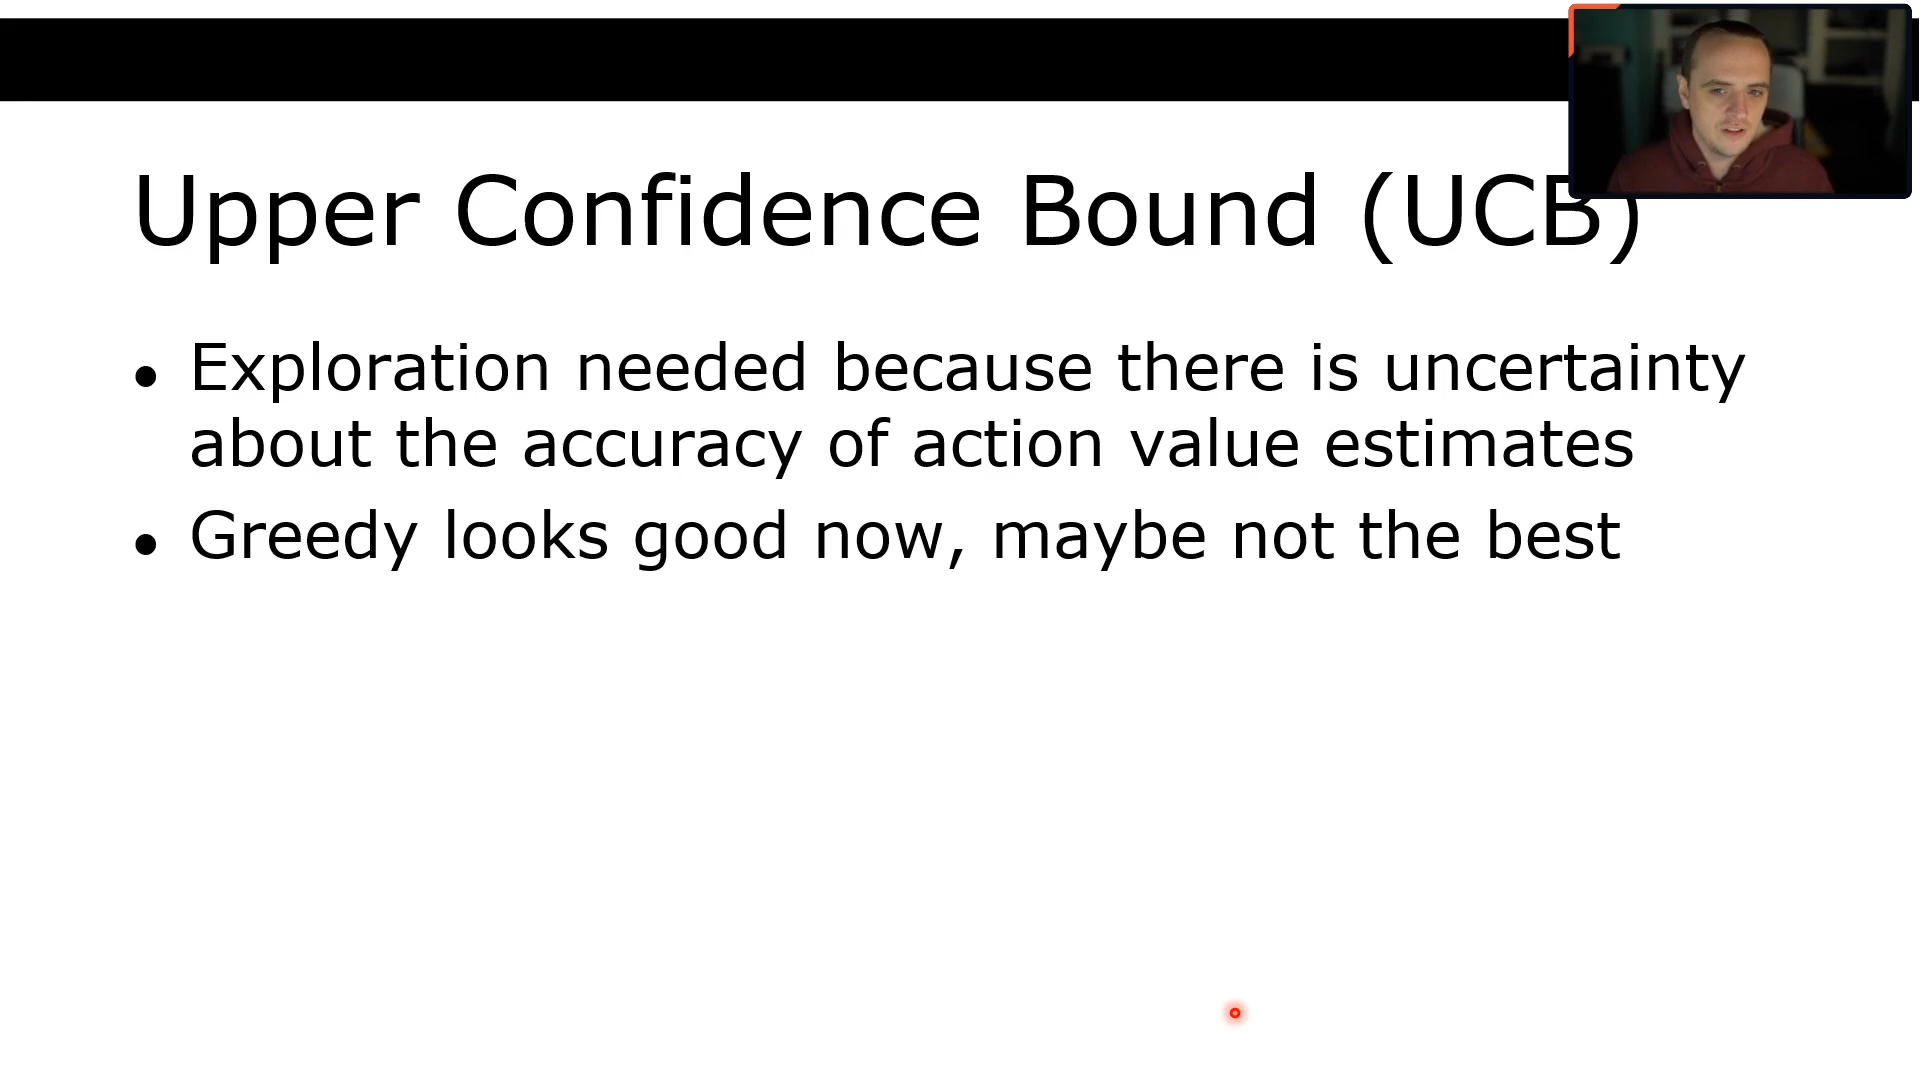 Upper Confidence Bound (UCB)
• Exploration needed because there is uncertainty
about the accuracy of action value estimates
• Greedy looks good now, maybe not the best